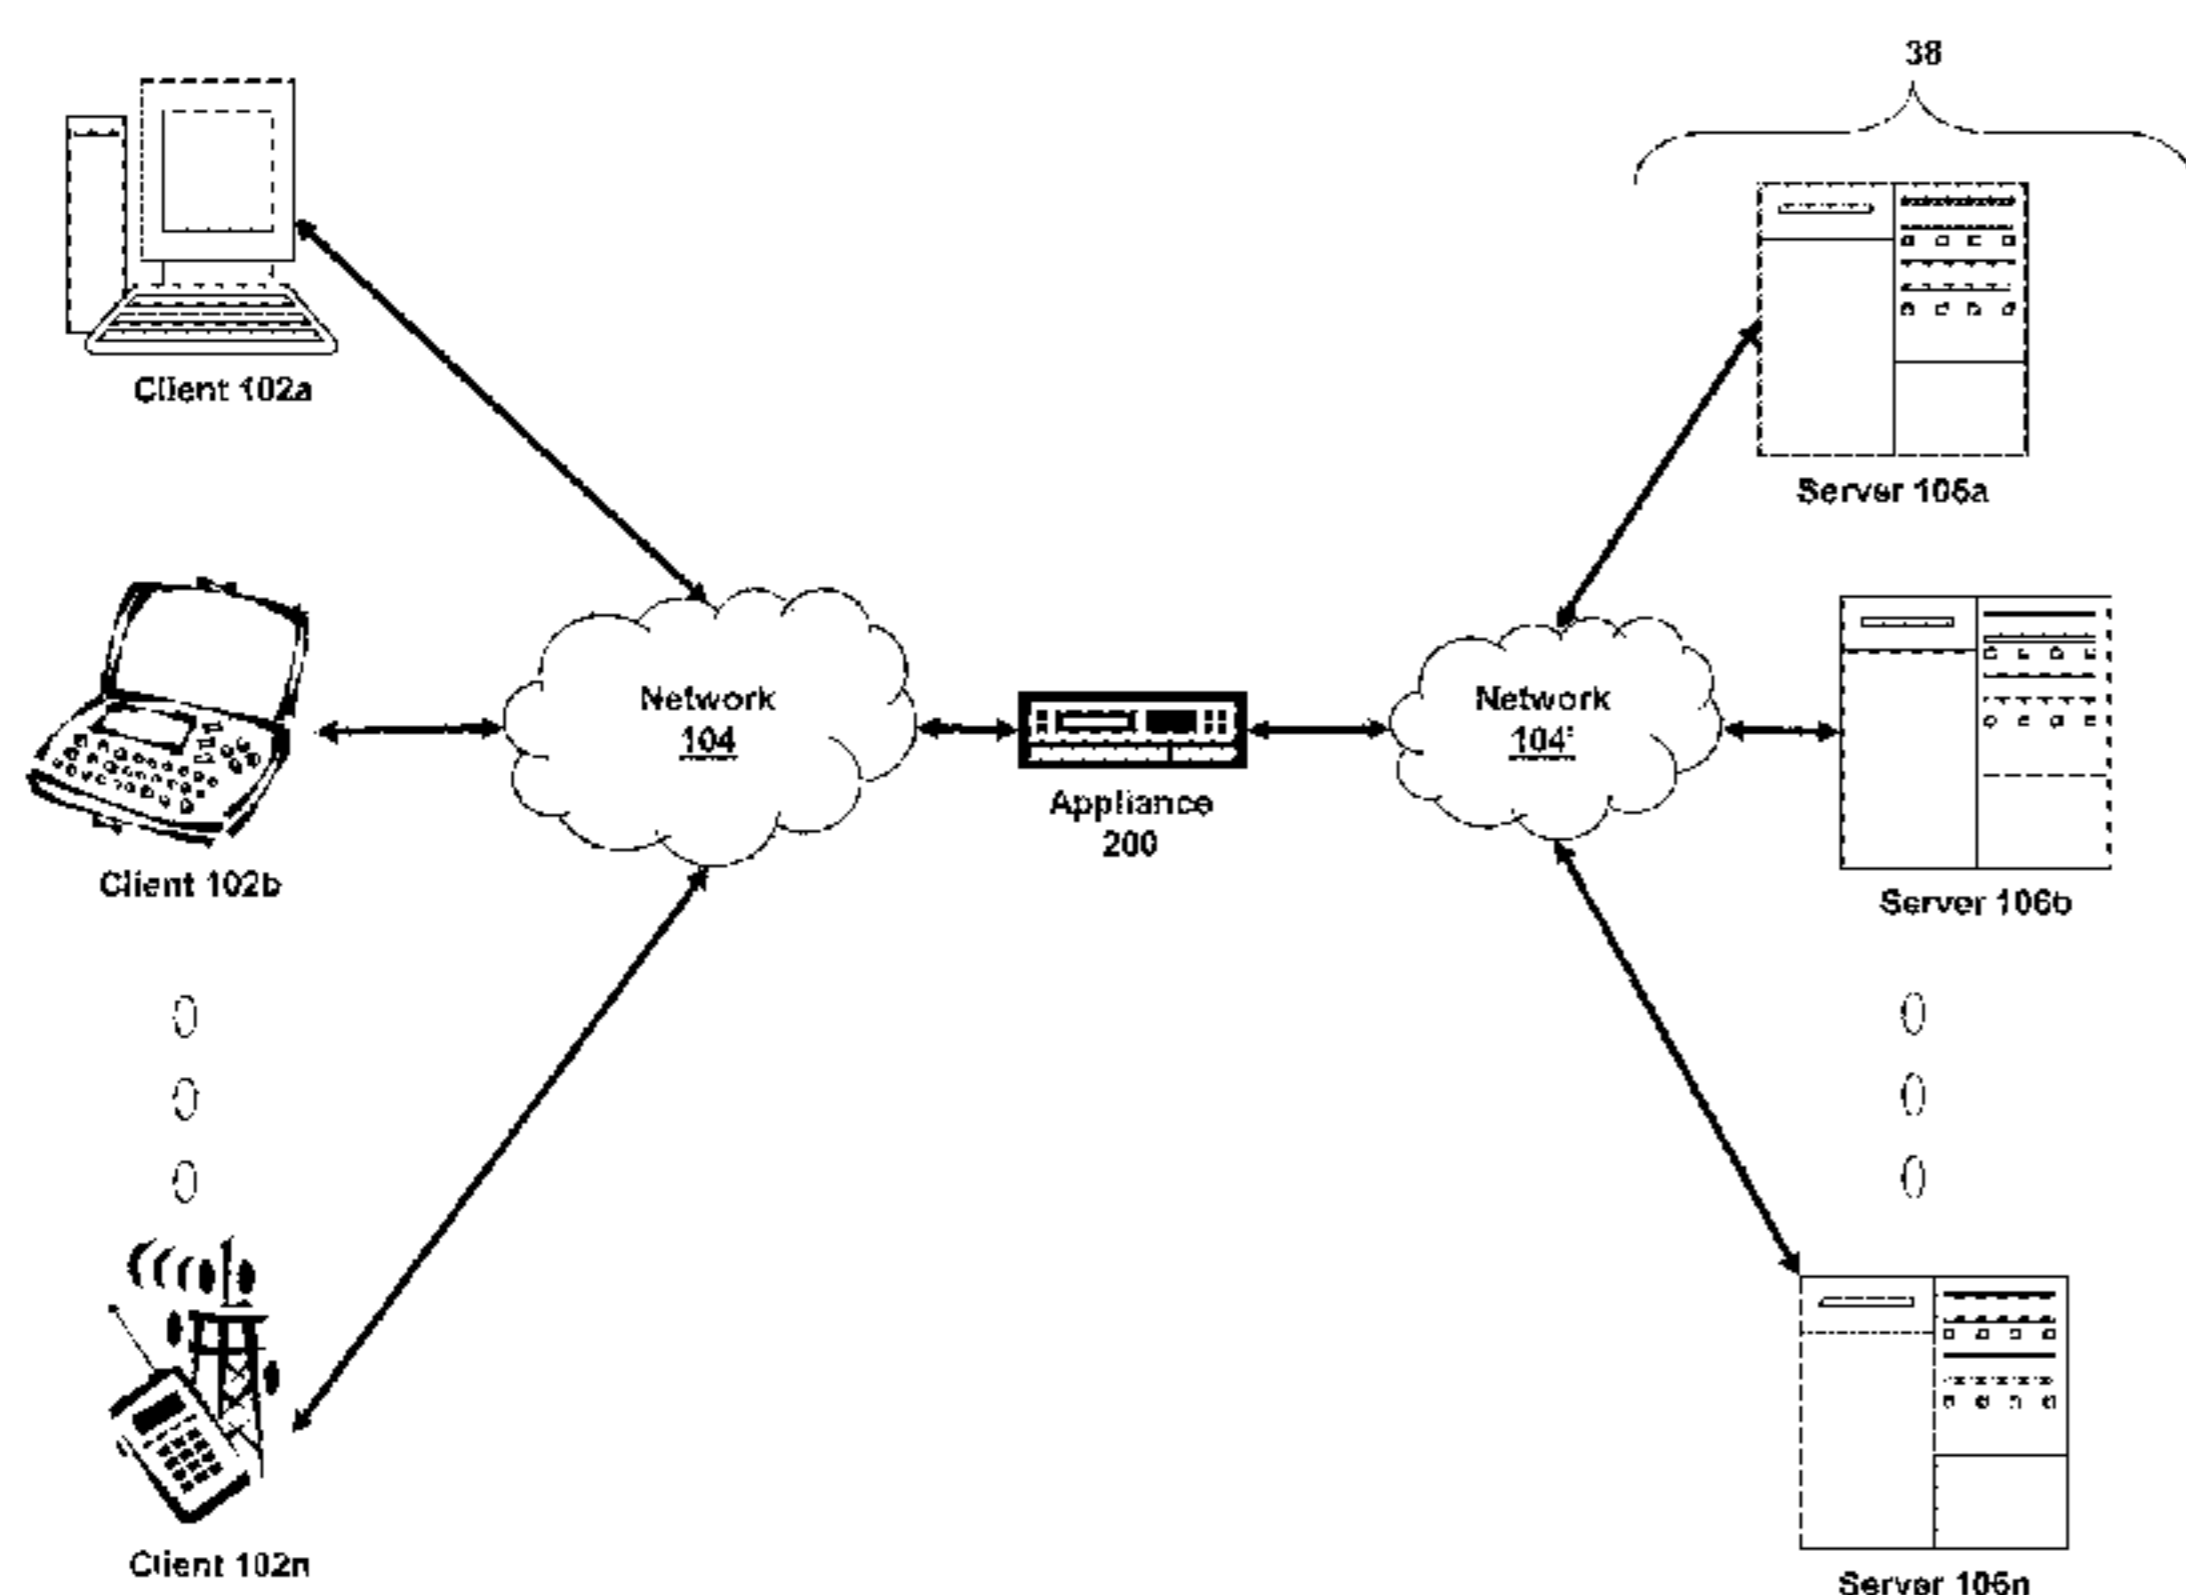 38
Client 102a
Server 106a
Network
104
Appliance
200
Network
104'
Client 102b
Server 106b
Client 102n
Server 106n